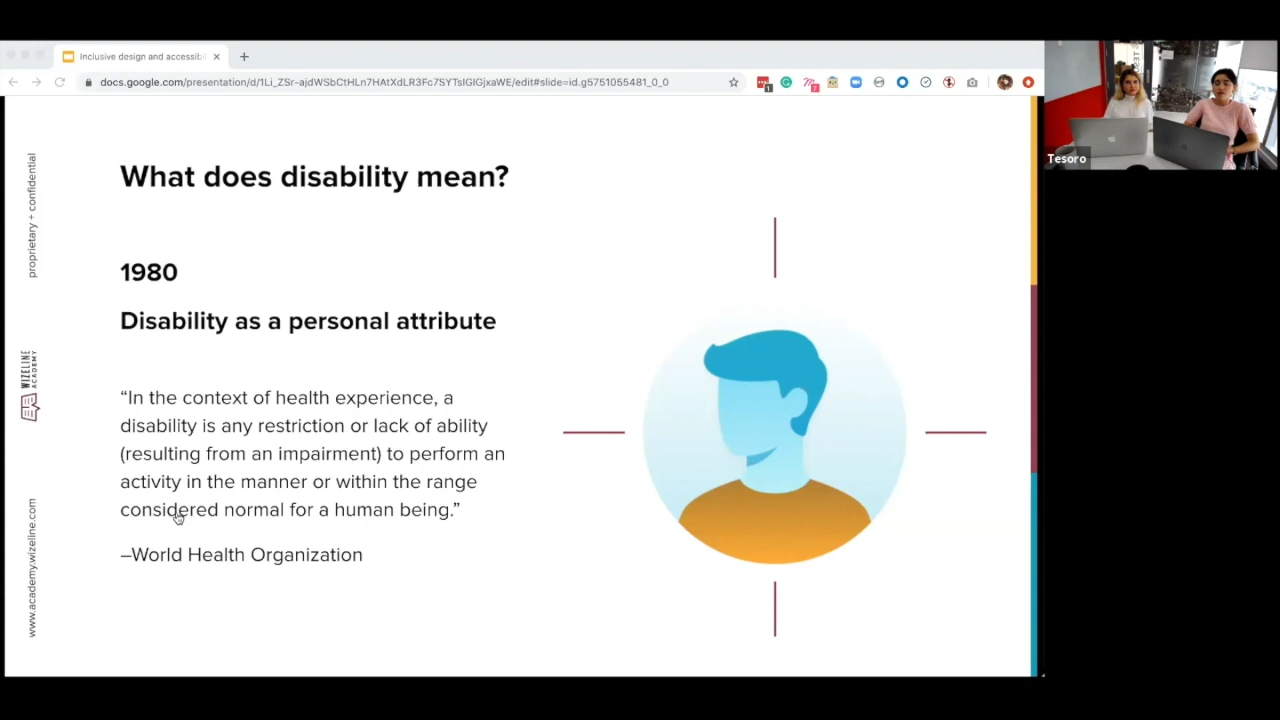 Inclusive design and accessib
docs.google.com/presentation/d/1Li_ZSr-ajdWSbCtHLn7HAtXdLR3Fc7SYTsIGIGjxaWE/edit#slide=id.g5751055481_0_0
1
7
Tesoro
proprietary + confidential
WIZELINE
ACADEMY
www.academy.wizeline.com
What does disability mean?
1980
Disability as a personal attribute
“In the context of health experience, a
disability is any restriction or lack of ability
(resulting from an impairment) to perform an
activity in the manner or within the range
considered normal for a human being.”
–World Health Organization